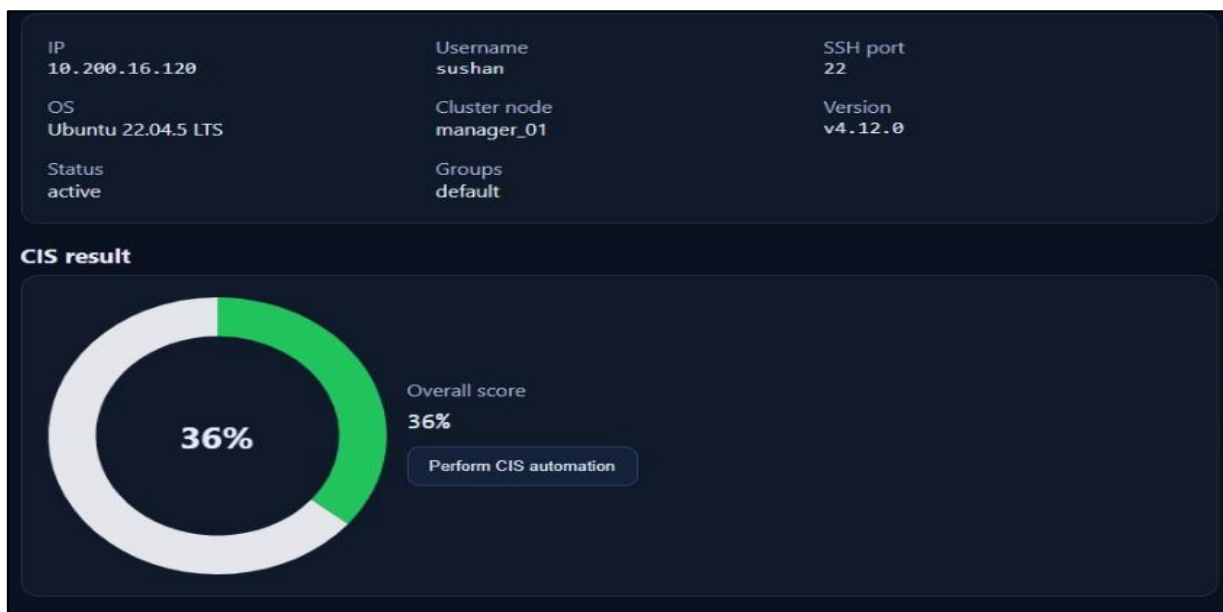 IP
10.200.16.120
Username
sushan
SSH port
22
OS
Ubuntu 22.04.5 LTS
Cluster node
manager_01
Version
v4.12.0
Status
active
Groups
default
CIS result
36%
Overall score
36%
Perform CIS automation